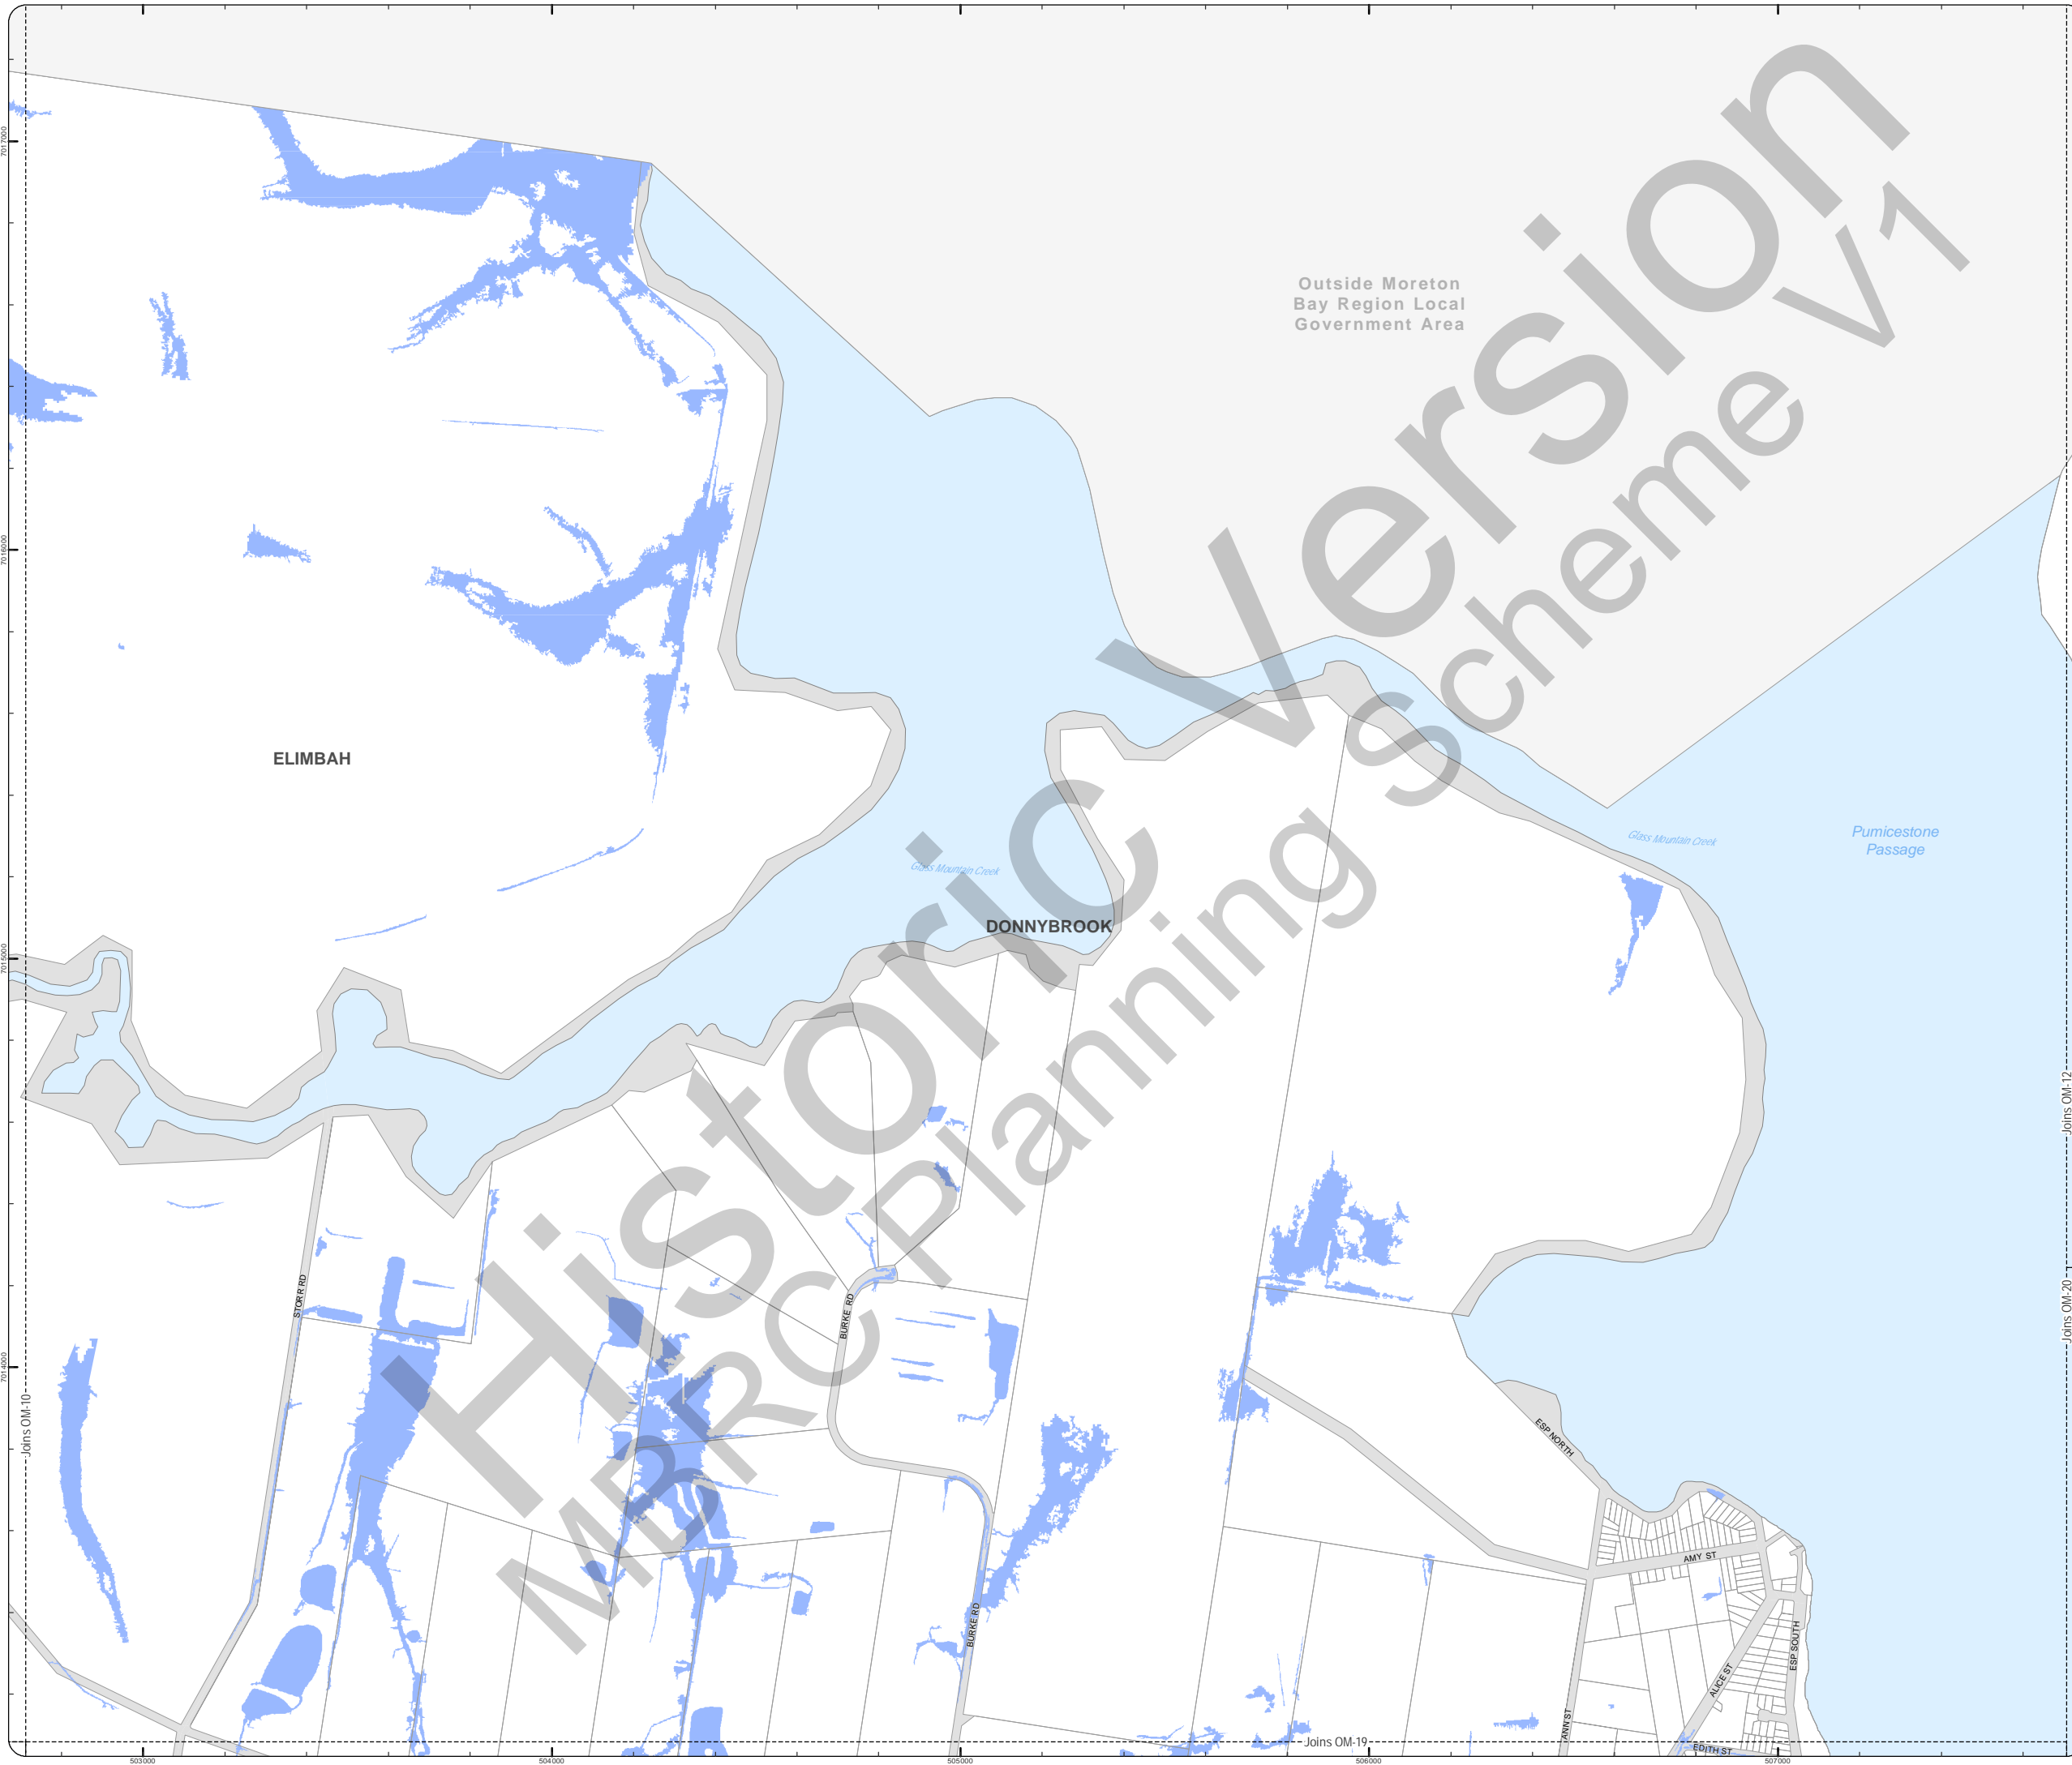 Outside Moreton
Bay Region Local
Government Area
Historic Version
MBRC Planning Scheme V1
ELIMBAH
DONNYBROOK
Glass Mountain Creek
Glass Mountain Creek
Pumicestone
Passage
STORR RD
BURKE RD
BURKE RD
ESP NORTH
AMY ST
ALICE ST
ESP SOUTH
ANN ST
EDITH ST
Joins OM-10
Joins OM-12
Joins OM-20
Joins OM-19
7017000
7016000
7015000
7014000
503000
504000
505000
506000
507000